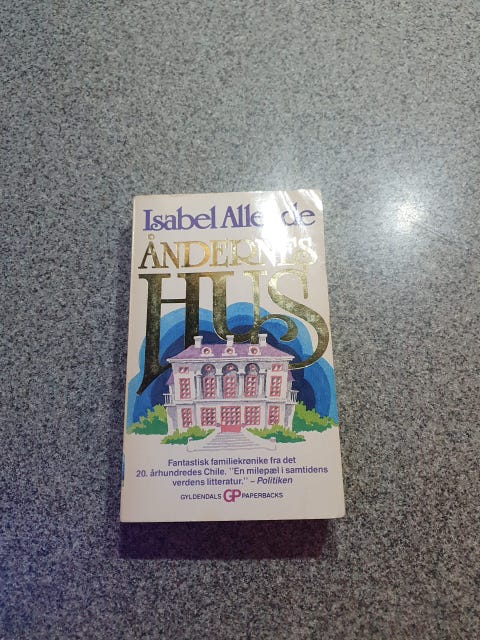 Isabel Allende
ÅNDERNES
HUS
Fantastisk familiekrønike fra det
20. århundredes Chile. "En milepæl i samtidens
verdens litteratur." – Politiken
GYLDENDALS GP PAPERBACKS